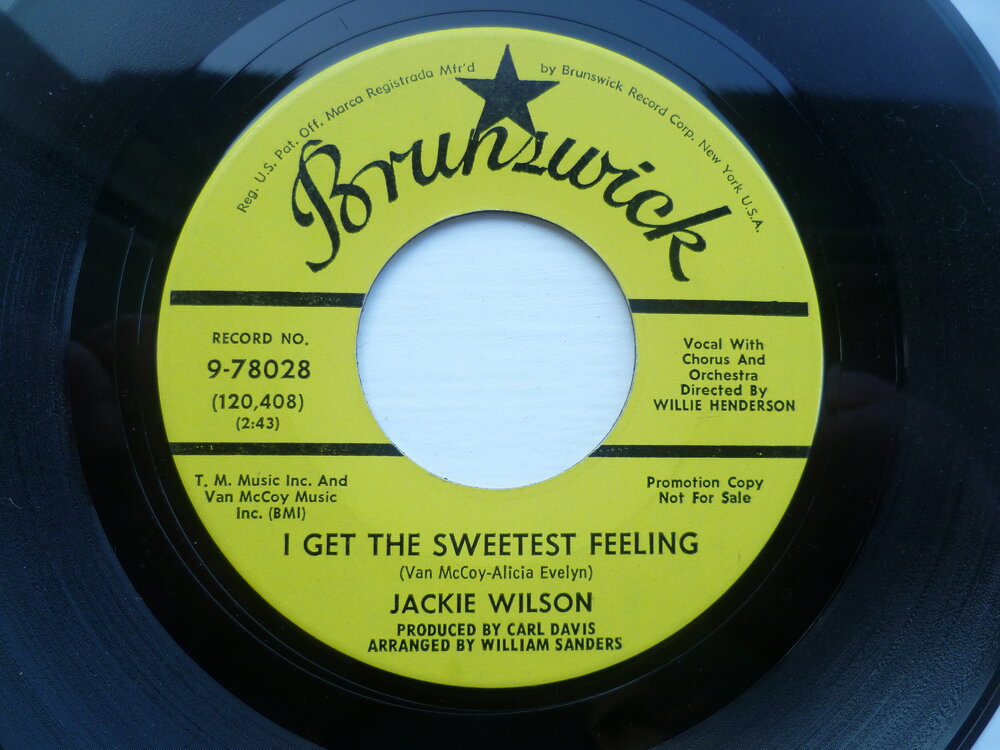 Reg. U.S. Pat. Off. Marca Registrada Mfr'd by Brunswick Record Corp. New York U.S.A.
Brunswick
RECORD NO.
9-78028
(120,408)
(2:43)
Vocal With
Chorus And
Orchestra
Directed By
WILLIE HENDERSON
T. M. Music Inc. And
Van McCoy Music
Inc. (BMI)
Promotion Copy
Not For Sale
I GET THE SWEETEST FEELING
(Van McCoy-Alicia Evelyn)
JACKIE WILSON
PRODUCED BY CARL DAVIS
ARRANGED BY WILLIAM SANDERS